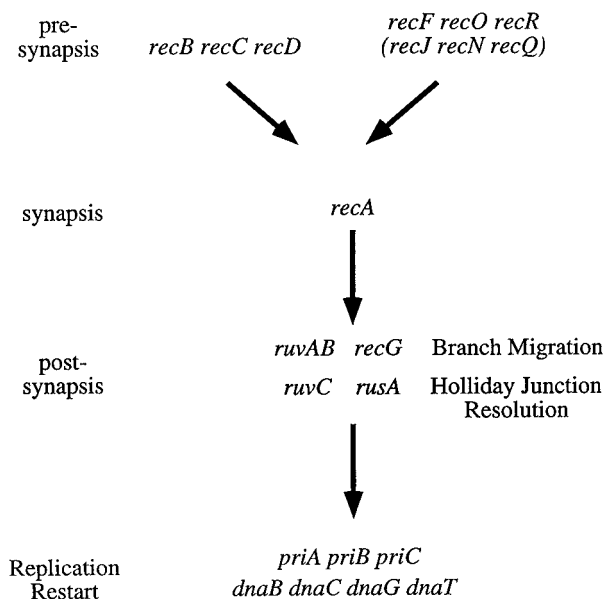 pre-
synapsis
recB recC recD
recF recO recR
(recJ recN recQ)
synapsis
recA
post-
synapsis
ruvAB recG Branch Migration
ruvC rusA Holliday Junction
Resolution
Replication
Restart
priA priB priC
dnaB dnaC dnaG dnaT